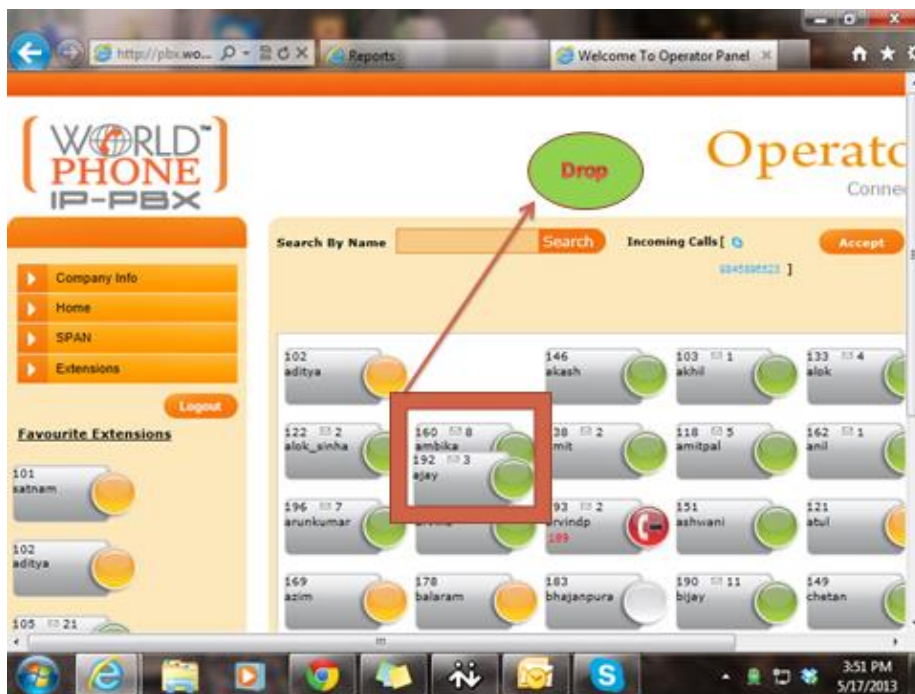 http://pbx.wo...
Reports
Welcome To Operator Panel
WORLD™
PHONE
IP-PBX
Drop
Operato
Connec
Search By Name
Search
Incoming Calls [
Accept
]
Company Info
Home
SPAN
Extensions
Logout
Favourite Extensions
101
satnam
102
aditya
105 21
102
aditya
146
akash
103 1
akhil
133 4
alok
122 2
alok_sinha
160 8
ambika
192 3
ajay
38 2
mit
118 5
amitpal
162 1
anil
196 7
arunkumar
93 2
arvindp
189
151
ashwani
121
atul
169
azim
178
balaram
183
bhajanpura
190 11
bijay
149
chetan
3:51 PM
5/17/2013